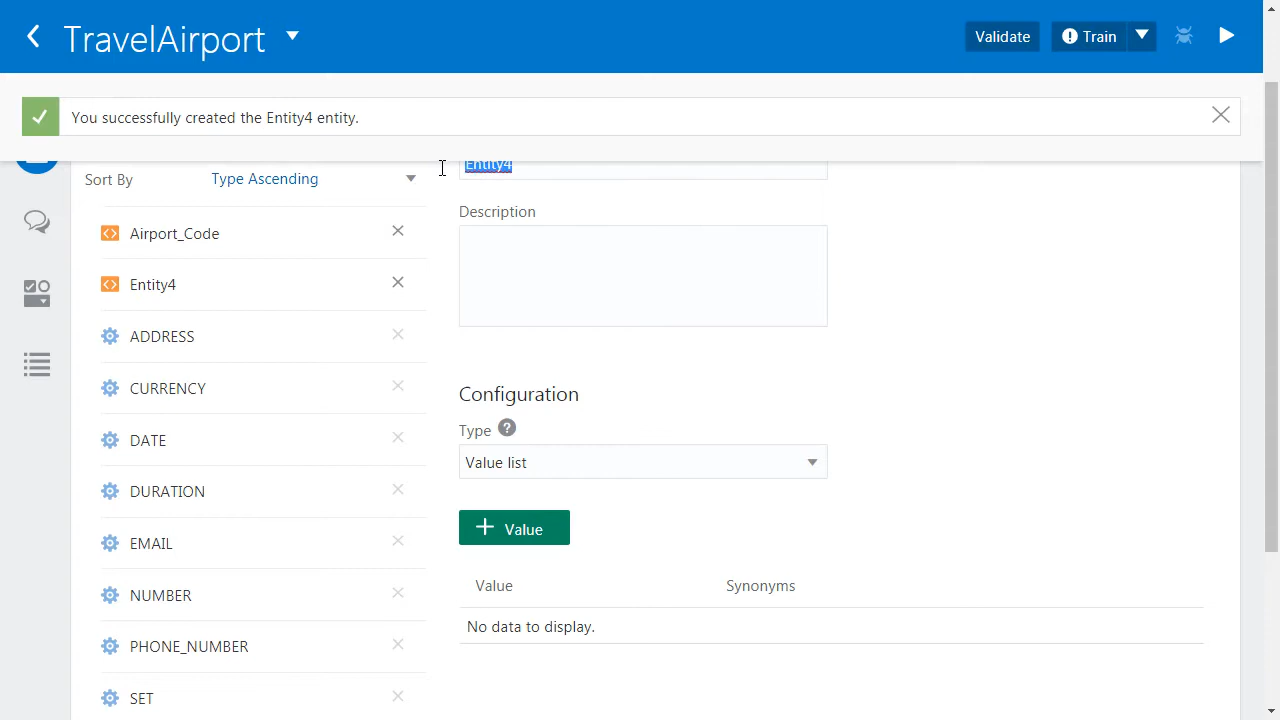 TravelAirport
Validate
Train
You successfully created the Entity4 entity.
Sort By
Type Ascending
Airport_Code
Entity4
ADDRESS
CURRENCY
DATE
DURATION
EMAIL
NUMBER
PHONE_NUMBER
SET
Entity4
Description
Configuration
Type
Value list
+ Value
Value Synonyms
No data to display.